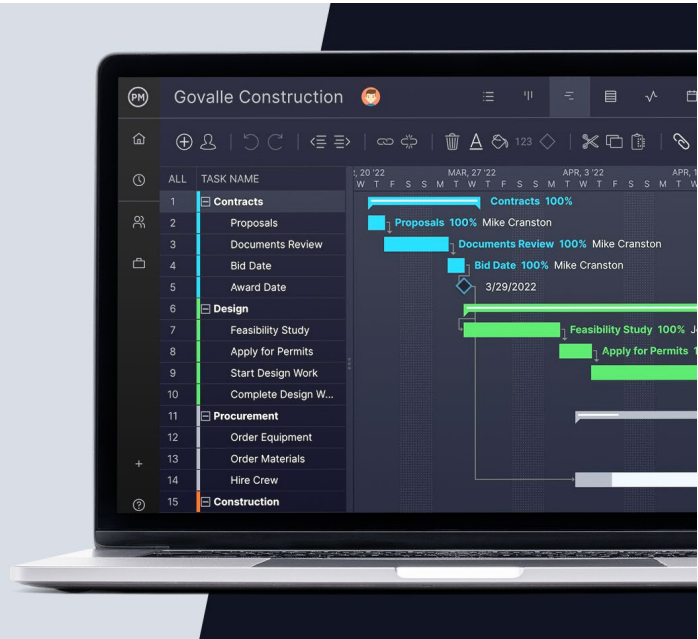 PM
Govalle Construction
123
ALL TASK NAME
, 20 '22 MAR, 27 '22 APR, 3 '22 APR, 1
W T F S S M T W T F S S M T W T F S S M T W
1 Contracts Contracts 100%
2 Proposals Proposals 100% Mike Cranston
3 Documents Review Documents Review 100% Mike Cranston
4 Bid Date Bid Date 100% Mike Cranston
5 Award Date 3/29/2022
6 Design
7 Feasibility Study Feasibility Study 100% J
8 Apply for Permits Apply for Permits 1
9 Start Design Work
10 Complete Design W...
11 Procurement
12 Order Equipment
13 Order Materials
14 Hire Crew
15 Construction